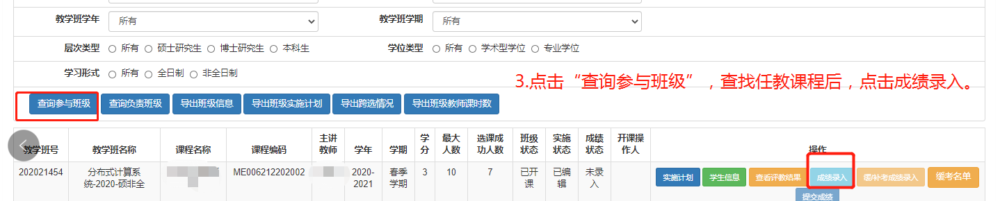 教学班学年 所有 教学班学期 所有
层次类型 所有 硕士研究生 博士研究生 本科生 学位类型 所有 学术型学位 专业学位
学习形式 所有 全日制 非全日制
3.点击“查询参与班级”，查找任教课程后，点击成绩录入。
查询参与班级 查询负责班级 导出班级信息 导出班级实施计划 导出跨选情况 导出班级教师课时数
教学班号 教学班名称 课程名称 课程编码 主讲教师 学年 学期 学分 最大人数 选课成功人数 班级状态 实施状态 成绩状态 开课操作人 操作
202021454 分布式计算系统-2020-硕非全 ME006212202002 2020-2021 春季学期 3 10 7 已开课 已编辑 未录入 实施计划 学生信息 查看评教结果 成绩录入 缓/补考成绩录入 缓考名单
提交成绩